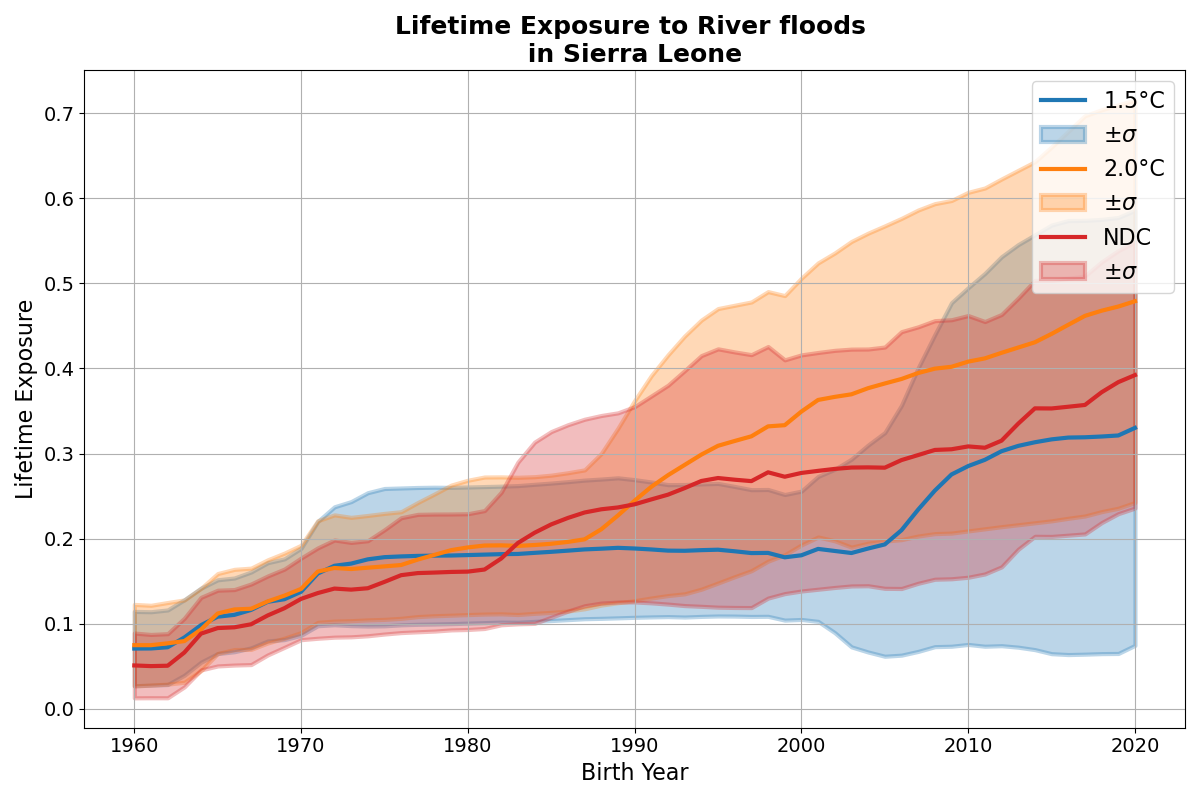 Lifetime Exposure to River floods
in Sierra Leone
Lifetime Exposure
0.7
0.6
0.5
0.4
0.3
0.2
0.1
0.0
1960 1970 1980 1990 2000 2010 2020
Birth Year
1.5°C
±σ
2.0°C
±σ
NDC
±σ